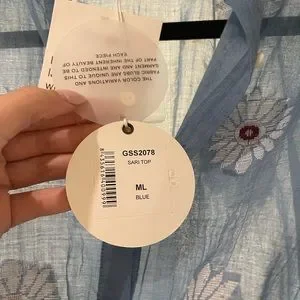 THE COLOR VARIATIONS AND
FABRIC SLUBS ARE UNIQUE TO THIS
GARMENT AND ARE INTENDED TO BE
PART OF THE INHERENT BEAUTY OF
EACH PIECE.
GSS2078
SARI TOP
ML
BLUE